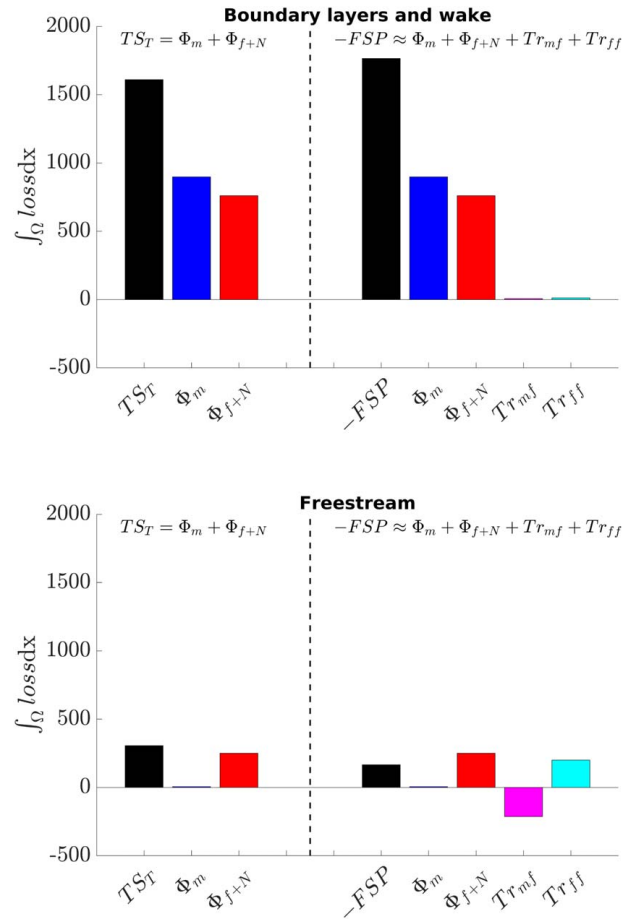 Boundary layers and wake
TS_T = Φ_m + Φ_{f+N}
−FSP ≈ Φ_m + Φ_{f+N} + Tr_{mf} + Tr_{ff}
2000
1500
1000
500
0
-500
∫_Ω loss dx
TS_T
Φ_m
Φ_{f+N}
−FSP
Φ_m
Φ_{f+N}
Tr_{mf}
Tr_{ff}
Freestream
TS_T = Φ_m + Φ_{f+N}
−FSP ≈ Φ_m + Φ_{f+N} + Tr_{mf} + Tr_{ff}
2000
1500
1000
500
0
-500
∫_Ω loss dx
TS_T
Φ_m
Φ_{f+N}
−FSP
Φ_m
Φ_{f+N}
Tr_{mf}
Tr_{ff}